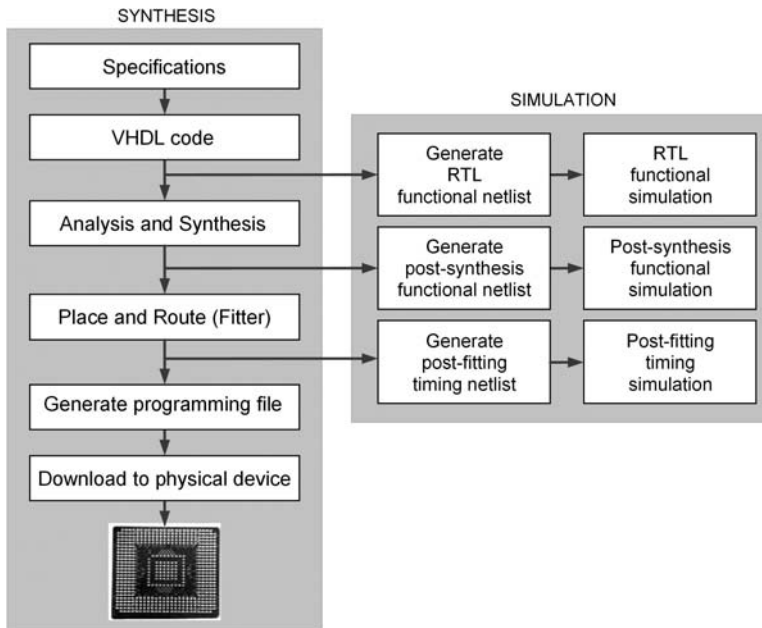 SYNTHESIS
Specifications
VHDL code
Analysis and Synthesis
Place and Route (Fitter)
Generate programming file
Download to physical device
SIMULATION
Generate
RTL
functional netlist
RTL
functional
simulation
Generate
post-synthesis
functional netlist
Post-synthesis
functional
simulation
Generate
post-fitting
timing netlist
Post-fitting
timing
simulation